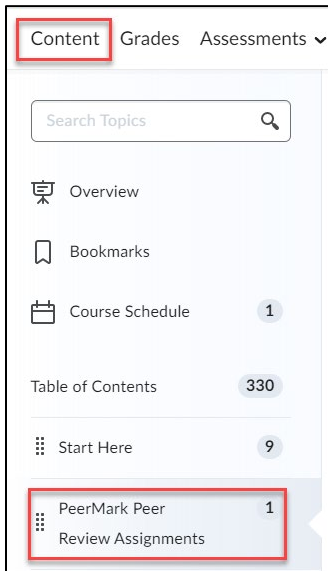 Content Grades Assessments
Search Topics
Overview
Bookmarks
Course Schedule 1
Table of Contents 330
Start Here 9
PeerMark Peer 1
Review Assignments